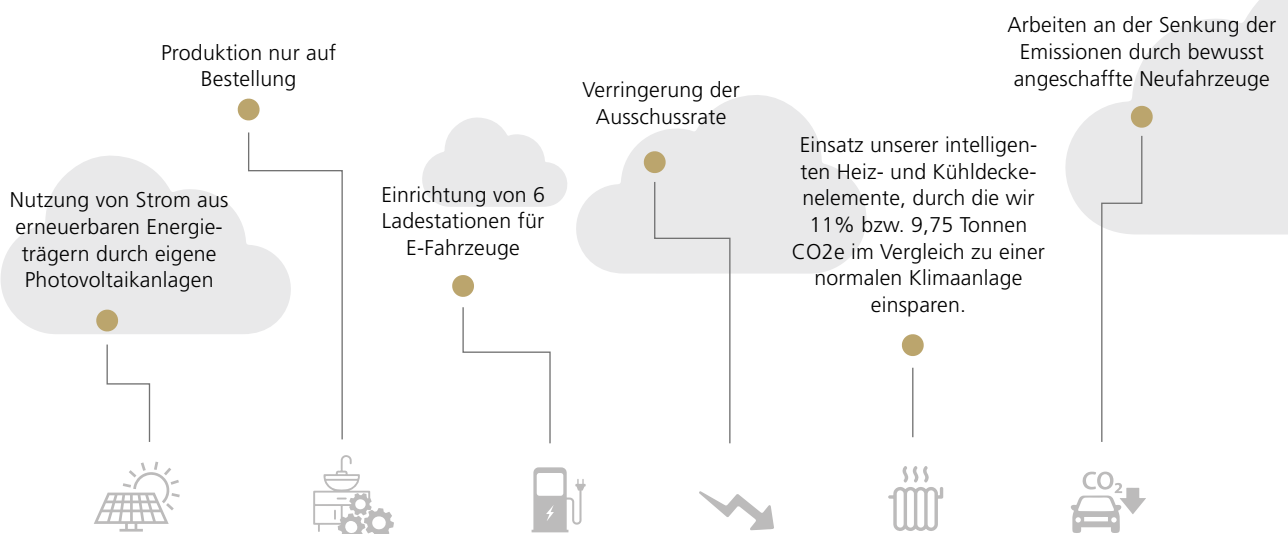 Nutzung von Strom aus
erneuerbaren Energie-
trägern durch eigene
Photovoltaikanlagen
Produktion nur auf
Bestellung
Einrichtung von 6
Ladestationen für
E-Fahrzeuge
Verringerung der
Ausschussrate
Einsatz unserer intelligen-
ten Heiz- und Kühldecke-
nelemente, durch die wir
11% bzw. 9,75 Tonnen
CO2e im Vergleich zu einer
normalen Klimaanlage
einsparen.
Arbeiten an der Senkung der
Emissionen durch bewusst
angeschaffte Neufahrzeuge
CO₂